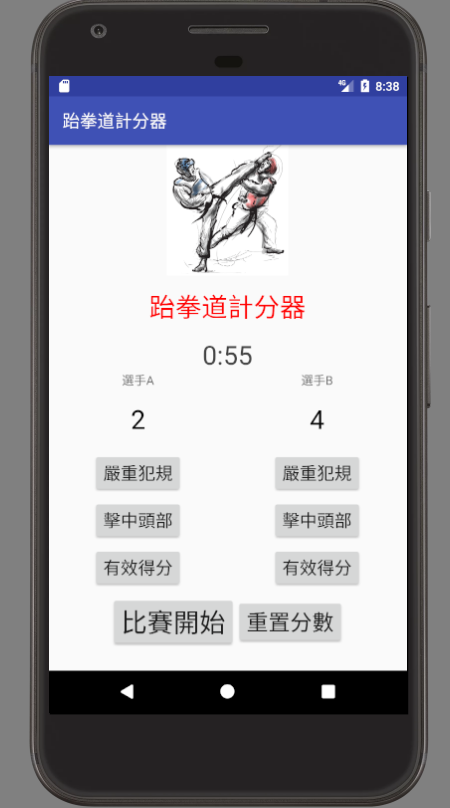 4G 8:38
跆拳道計分器
跆拳道計分器
0:55
選手A 選手B
2 4
嚴重犯規 嚴重犯規
擊中頭部 擊中頭部
有效得分 有效得分
比賽開始 重置分數